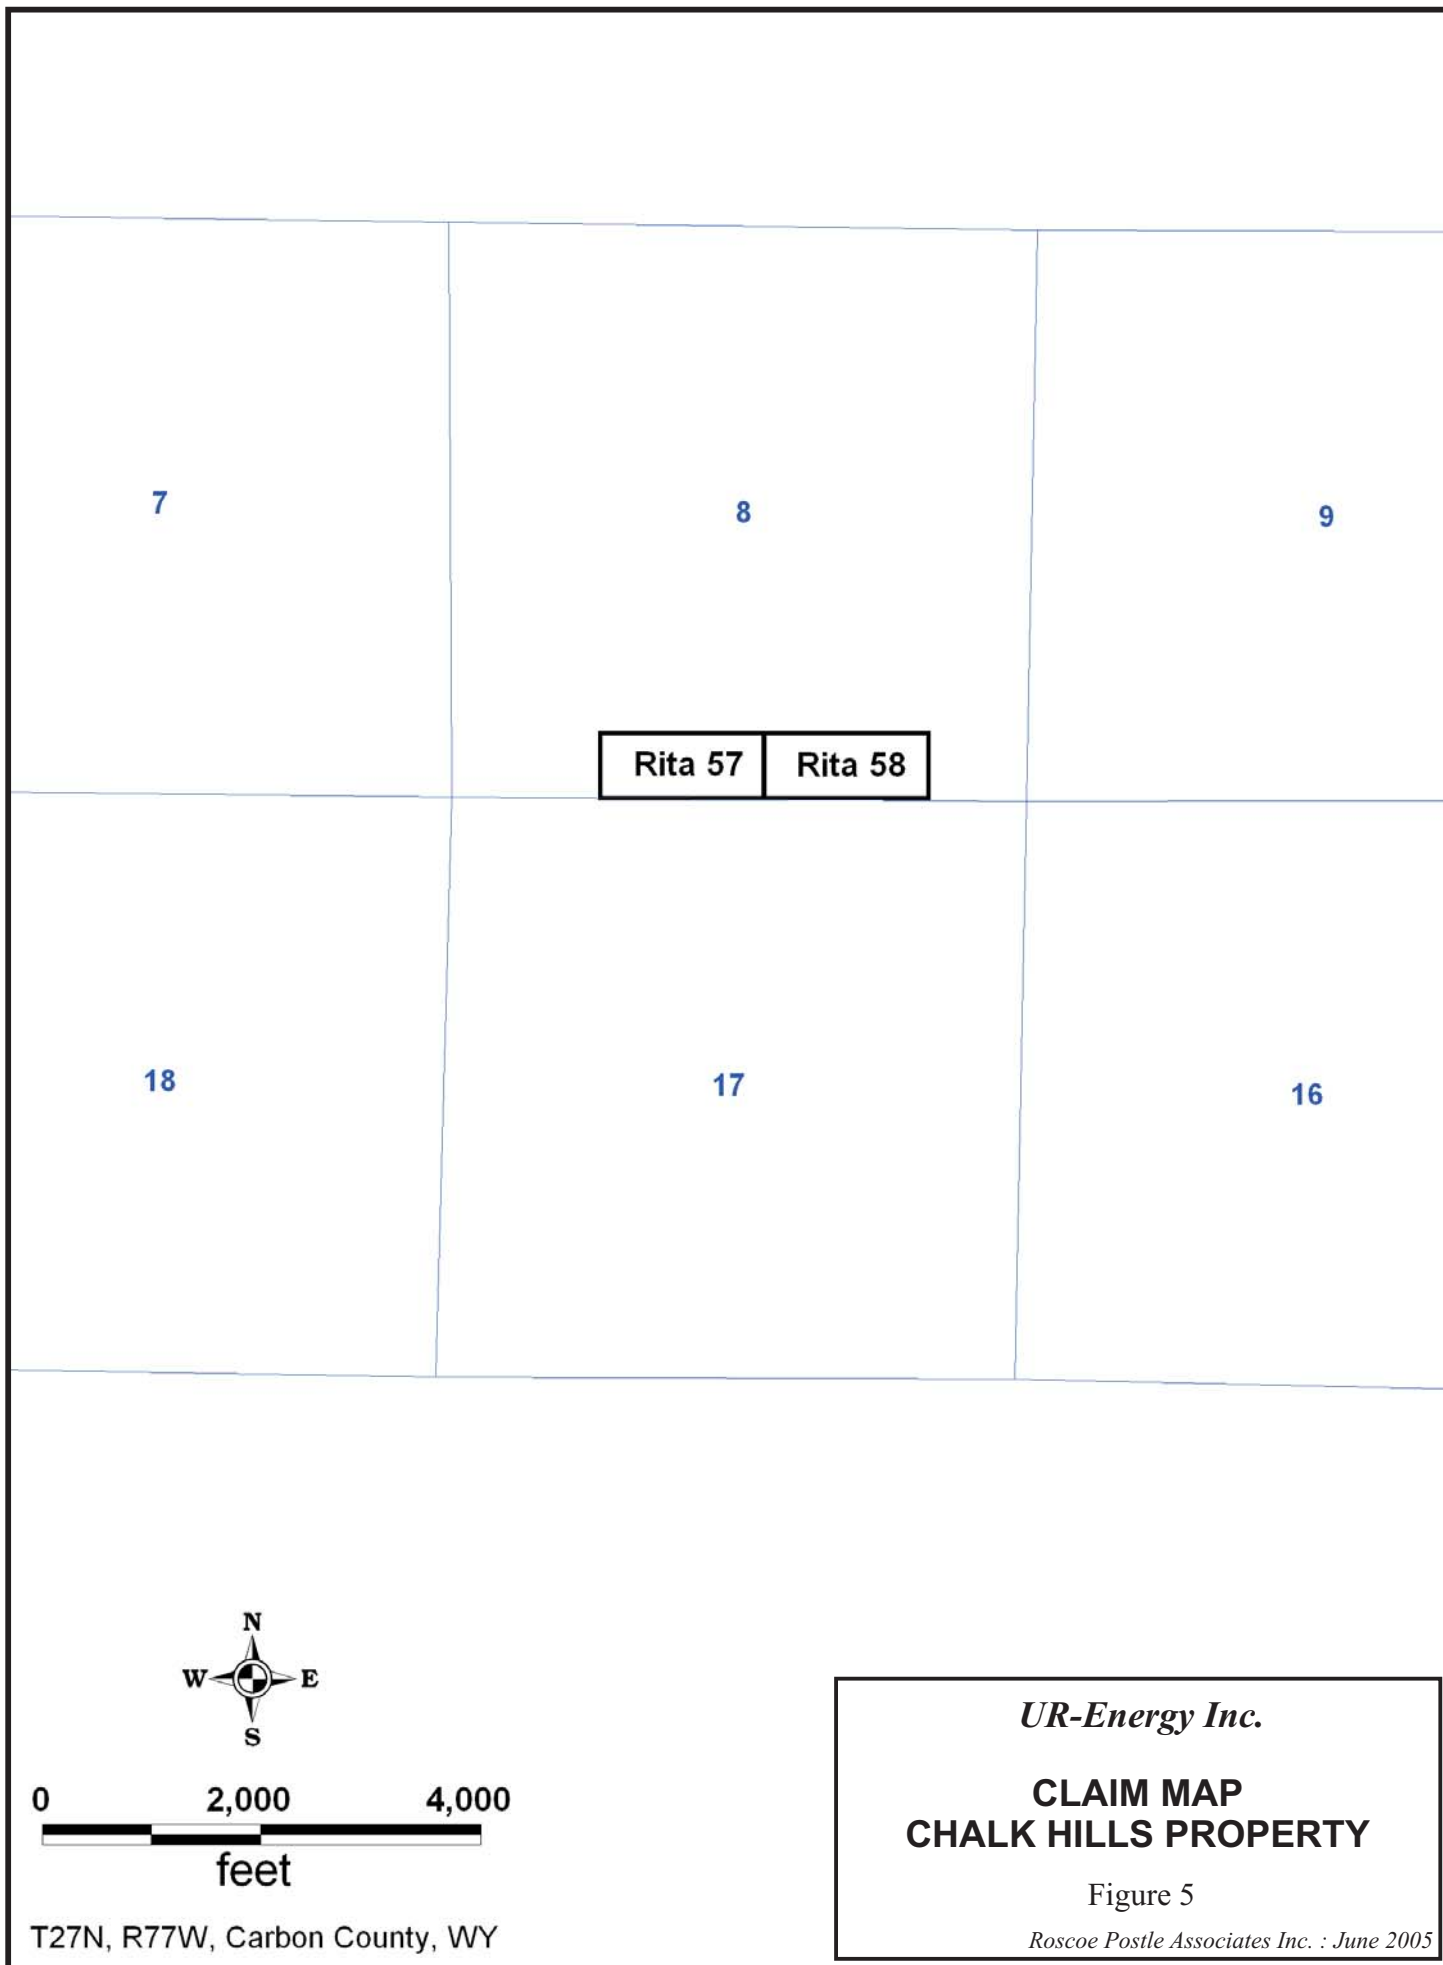 7
8
9
Rita 57
Rita 58
18
17
16
N
W
E
S
0
2,000
4,000
feet
T27N, R77W, Carbon County, WY
UR-Energy Inc.
CLAIM MAP
CHALK HILLS PROPERTY
Figure 5
Roscoe Postle Associates Inc. : June 2005